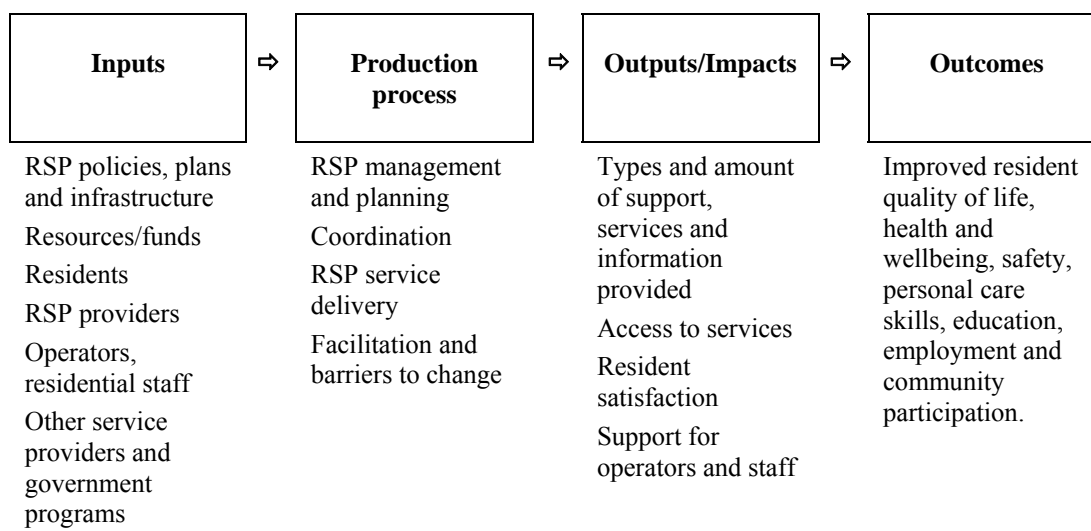 Inputs
⇨
Production
process
⇨
Outputs/Impacts
⇨
Outcomes
RSP policies, plans
and infrastructure
Resources/funds
Residents
RSP providers
Operators,
residential staff
Other service
providers and
government
programs
RSP management
and planning
Coordination
RSP service
delivery
Facilitation and
barriers to change
Types and amount
of support,
services and
information
provided
Access to services
Resident
satisfaction
Support for
operators and staff
Improved resident
quality of life,
health and
wellbeing, safety,
personal care
skills, education,
employment and
community
participation.